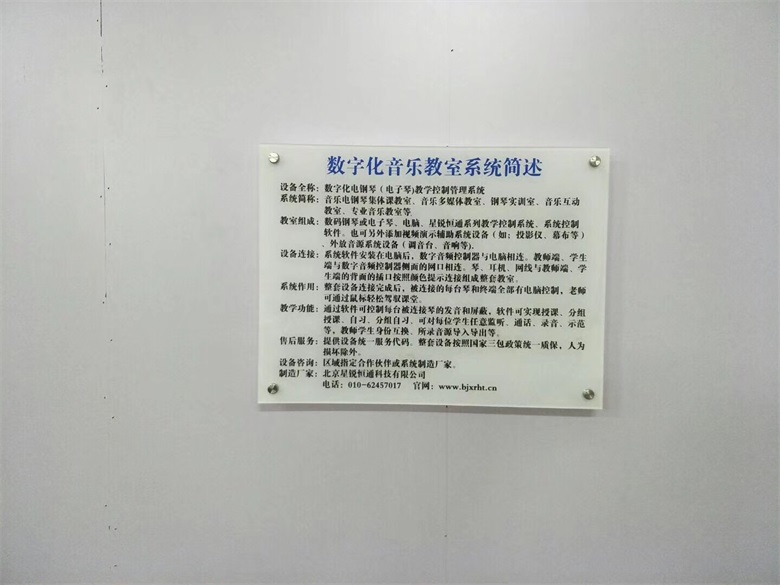 数字化音乐教室系统简述
设备全称：数字化电钢琴（电子琴)教学控制管理系统
系统简称：音乐电钢琴集体课教室、音乐多媒体教室、钢琴实训室、音乐互动
教室、专业音乐教室等
教室组成：数码钢琴或电子琴、电脑、星锐恒通系列教学控制系统、系统控制
软件。也可另外添加视频演示辅助系统设备（如：投影仪、幕布等）
、外放音源系统设备（调音台、音响等）.
设备连接：系统软件安装在电脑后，数字音频控制器与电脑相连。教师端、学生
端与数字音频控制器侧面的网口相连。琴、耳机、网线与教师端、学
生端的背面的插口按照颜色提示连接组成整套教室。
系统作用：整套设备连接完成后，被连接的每台琴和终端全部有电脑控制，老师
可通过鼠标轻松驾驭课堂。
教学功能：通过软件可控制每台被连接琴的发音和屏蔽，软件可实现授课、分组
授课、自习、分组自习、可对每位学生任意监听、通话、录音、示范
等，教师学生身份互换、所录音源导入导出等。
售后服务：提供设备统一服务代码。整套设备按照国家三包政策统一质保，人为
损坏除外。
设备咨询：区域指定合作伙伴或系统制造厂家。
制造厂家：北京星锐恒通科技有限公司
电话：010-62457017 官网：www.bjxrht.cn